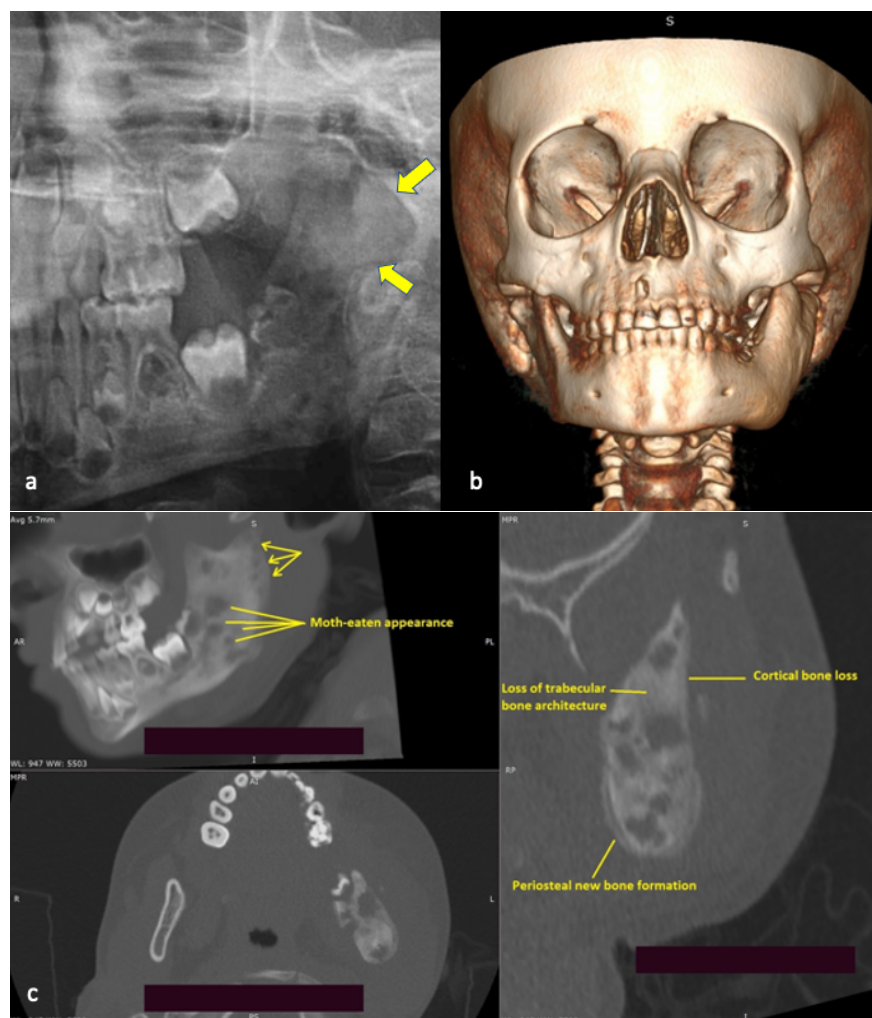 S
a
b
Avg 5.7mm
S
Moth-eaten appearance
AR
PL
WL: 947 WW: 5503
I
MPR
S
Cortical bone loss
Loss of trabecular
bone architecture
RP
Periosteal new bone formation
I
MPR
R
L
c